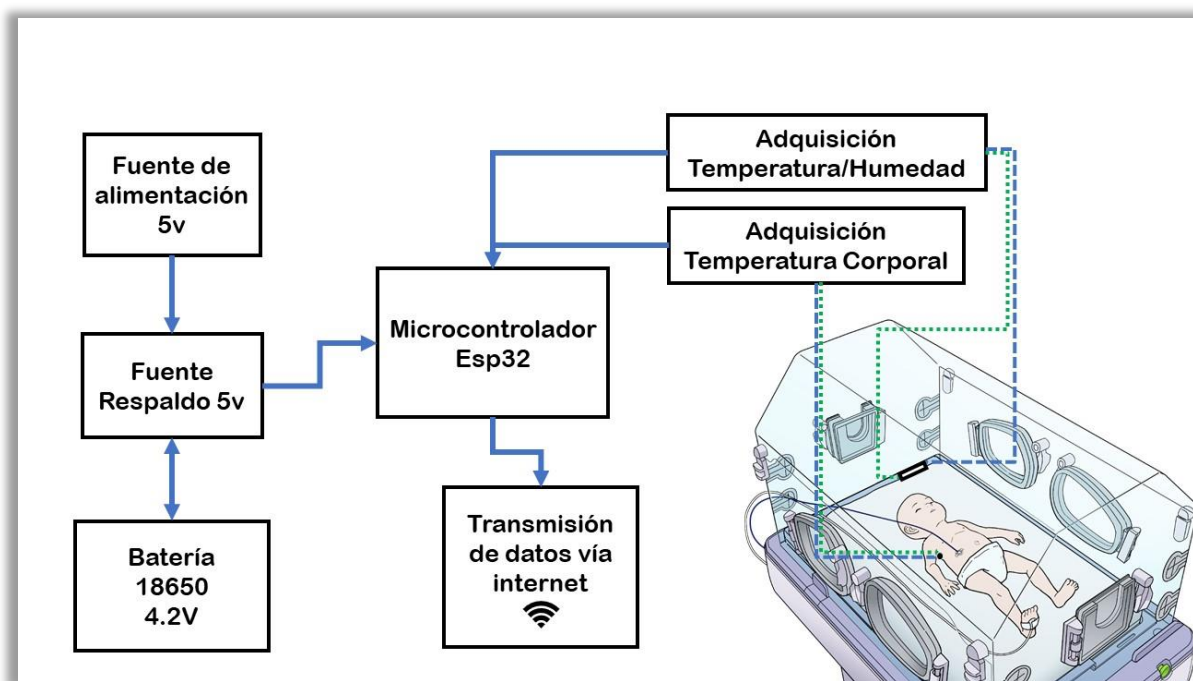 Fuente de
alimentación
5v
Fuente
Respaldo 5v
Batería
18650
4.2V
Microcontrolador
Esp32
Transmisión
de datos vía
internet
Adquisición
Temperatura/Humedad
Adquisición
Temperatura Corporal